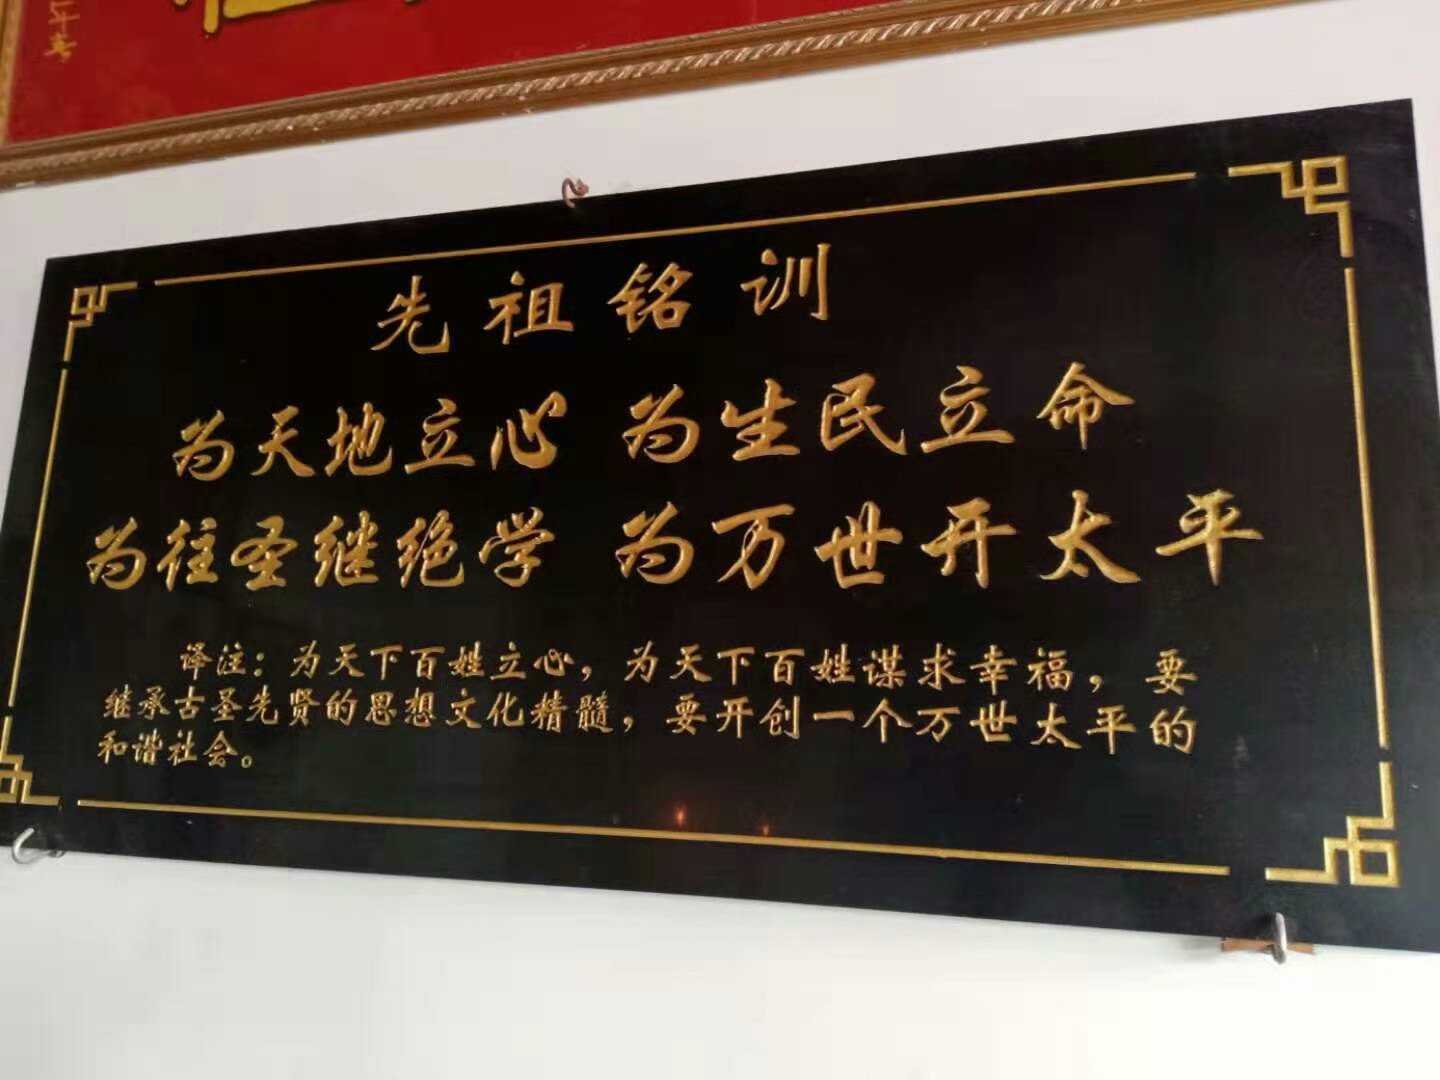 先祖铭训
为天地立心 为生民立命
为往圣继绝学 为万世开太平
译注：为天下百姓立心，为天下百姓谋求幸福，要
继承古圣先贤的思想文化精髓，要开创一个万世太平的
和谐社会。